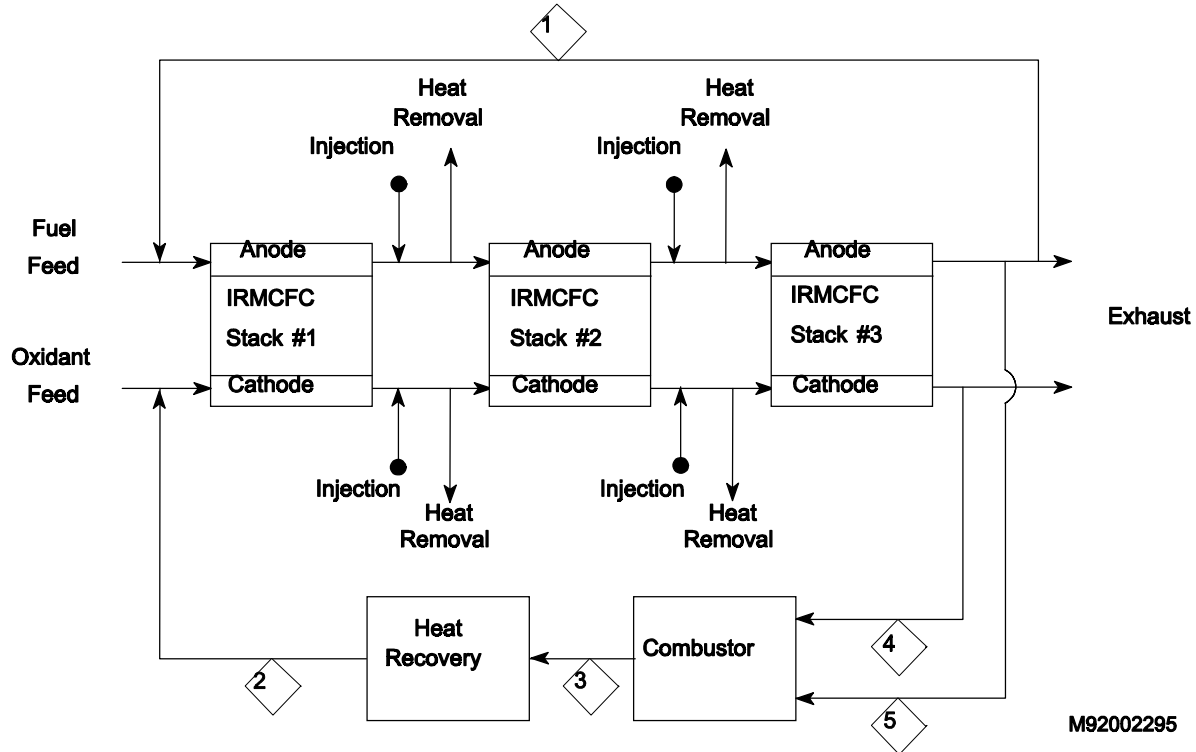 1
Heat
Removal
Heat
Removal
Injection
Injection
Fuel
Feed
Anode
Anode
Anode
IRMCFC
Stack #1
IRMCFC
Stack #2
IRMCFC
Stack #3
Exhaust
Oxidant
Feed
Cathode
Cathode
Cathode
Injection
Injection
Heat
Removal
Heat
Removal
Heat
Recovery
Combustor
4
2
3
5
M92002295